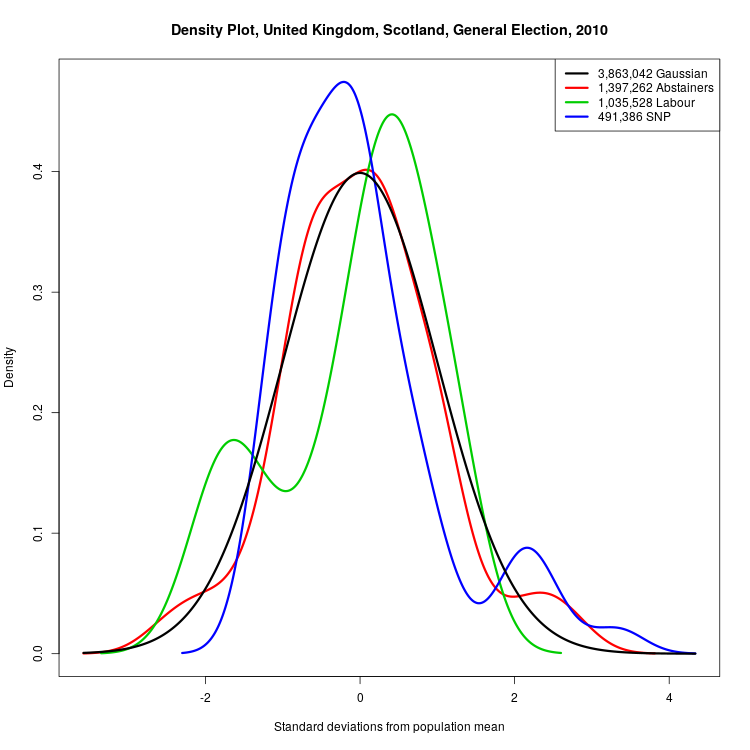 Density Plot, United Kingdom, Scotland, General Election, 2010
3,863,042 Gaussian
1,397,262 Abstainers
1,035,528 Labour
491,386 SNP
Density
0.4
0.3
0.2
0.1
0.0
-2 0 2 4
Standard deviations from population mean